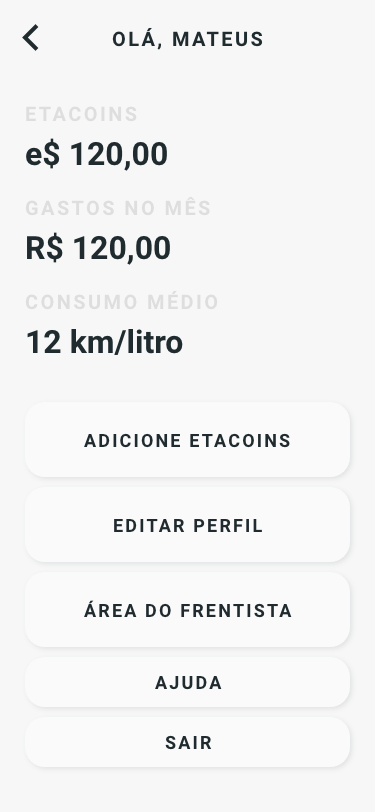 OLÁ, MATEUS
ETACOINS
e$ 120,00
GASTOS NO MÊS
R$ 120,00
CONSUMO MÉDIO
12 km/litro
ADICIONE ETACOINS
EDITAR PERFIL
ÁREA DO FRENTISTA
AJUDA
SAIR